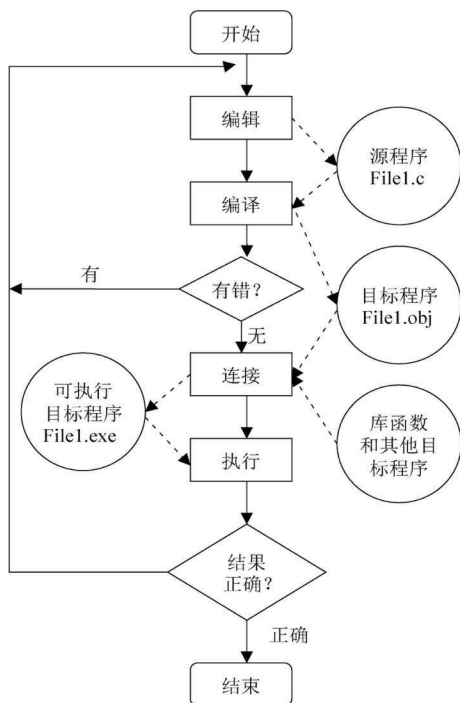 开始
编辑
源程序
File1.c
编译
有
有错?
目标程序
File1.obj
无
连接
可执行
目标程序
File1.exe
库函数
和其他目
标程序
执行
结果
正确?
正确
结束